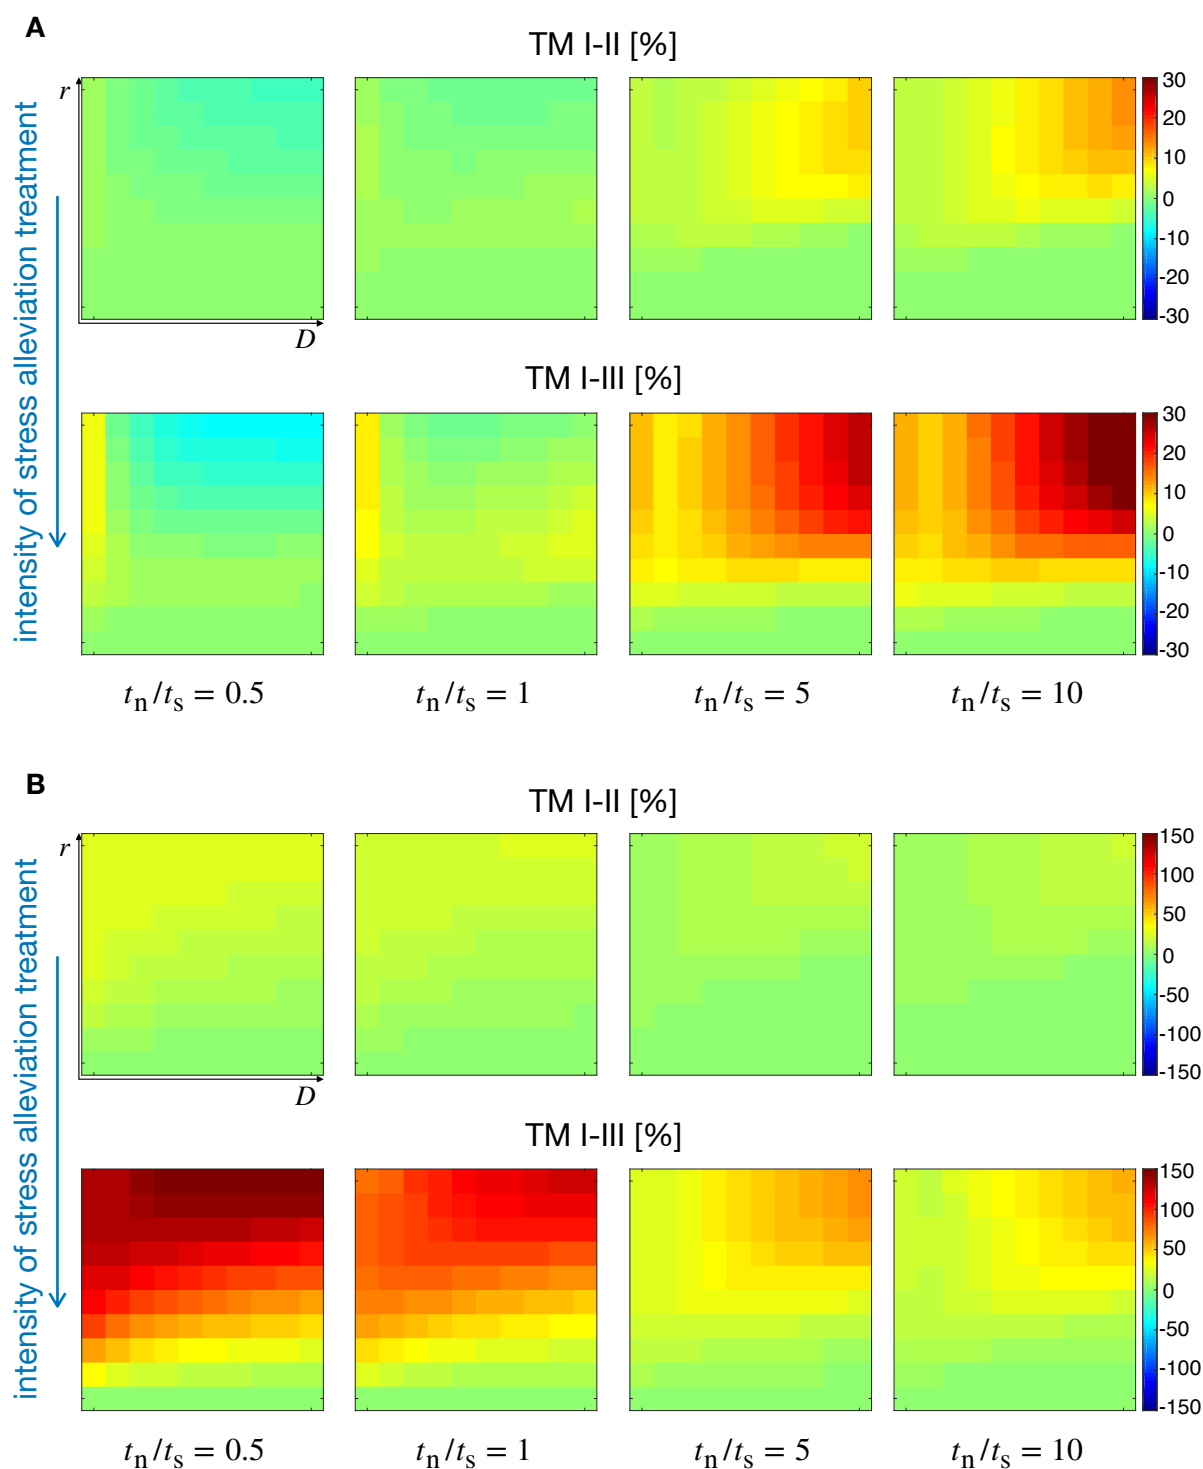 A
TM I-II [%]
r
D
30
20
10
0
-10
-20
-30
intensity of stress alleviation treatment
TM I-III [%]
30
20
10
0
-10
-20
-30
tn/ts = 0.5
tn/ts = 1
tn/ts = 5
tn/ts = 10
B
TM I-II [%]
r
D
150
100
50
0
-50
-100
-150
intensity of stress alleviation treatment
TM I-III [%]
150
100
50
0
-50
-100
-150
tn/ts = 0.5
tn/ts = 1
tn/ts = 5
tn/ts = 10